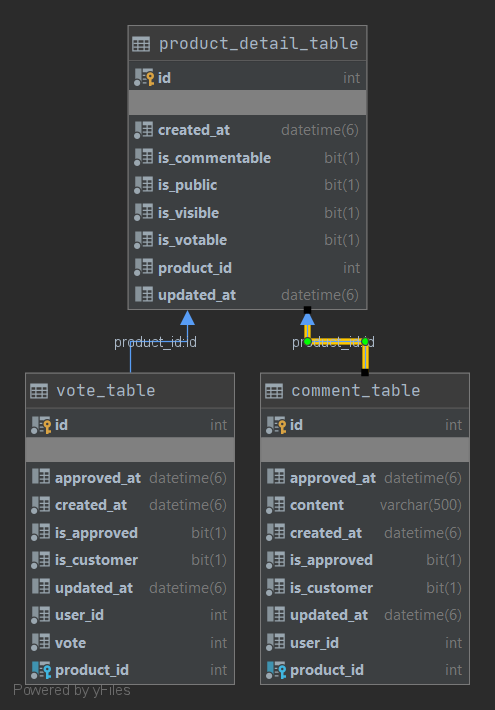 product_detail_table
id int
created_at datetime(6)
is_commentable bit(1)
is_public bit(1)
is_visible bit(1)
is_votable bit(1)
product_id int
updated_at datetime(6)
product_id:id
product_id:id
vote_table
id int
approved_at datetime(6)
created_at datetime(6)
is_approved bit(1)
is_customer bit(1)
updated_at datetime(6)
user_id int
vote int
product_id int
comment_table
id int
approved_at datetime(6)
content varchar(500)
created_at datetime(6)
is_approved bit(1)
is_customer bit(1)
updated_at datetime(6)
user_id int
product_id int
Powered by yFiles